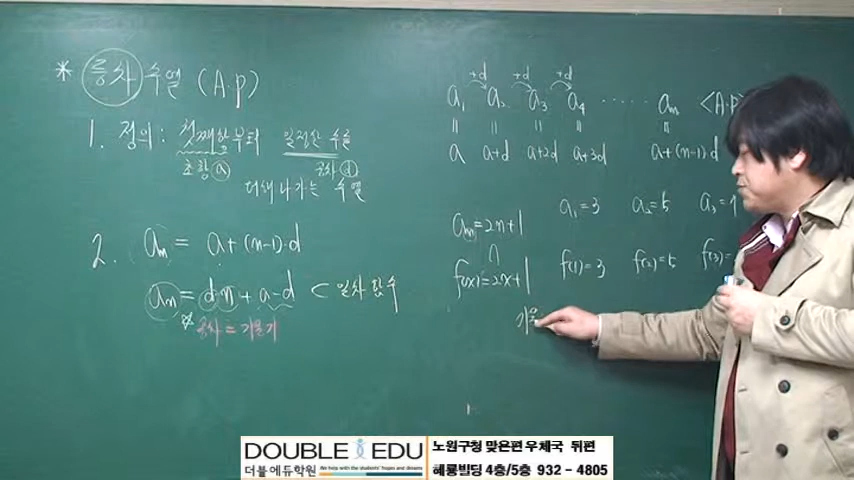 * 등차수열 (A.p)
1. 정의: 첫째항부터 일정한 수를
초항 ⓐ 공차 ⓓ
더해 나가는 수열
2. aₙ = a+(n-1)·d
aₙ = d·n + a-d < 일차함수
☆ 공차 = 기울기
+d +d +d
a₁ a₂ a₃ a₄ ····· aₙ <A.p>
॥ ॥ ॥ ॥ ॥
a a+d a+2d a+3d a+(n-1)·d
aₙ=2n+1 a₁=3 a₂=5 a₃=7
∩
f(x)=2x+1 f(1)=3 f(2)=5 f(3)=
기울
DOUBLE EDU
더블에듀학원 We help with the students' hopes and dreams
노원구청 맞은편 우체국 뒤편
혜룡빌딩 4층/5층 932 - 4805